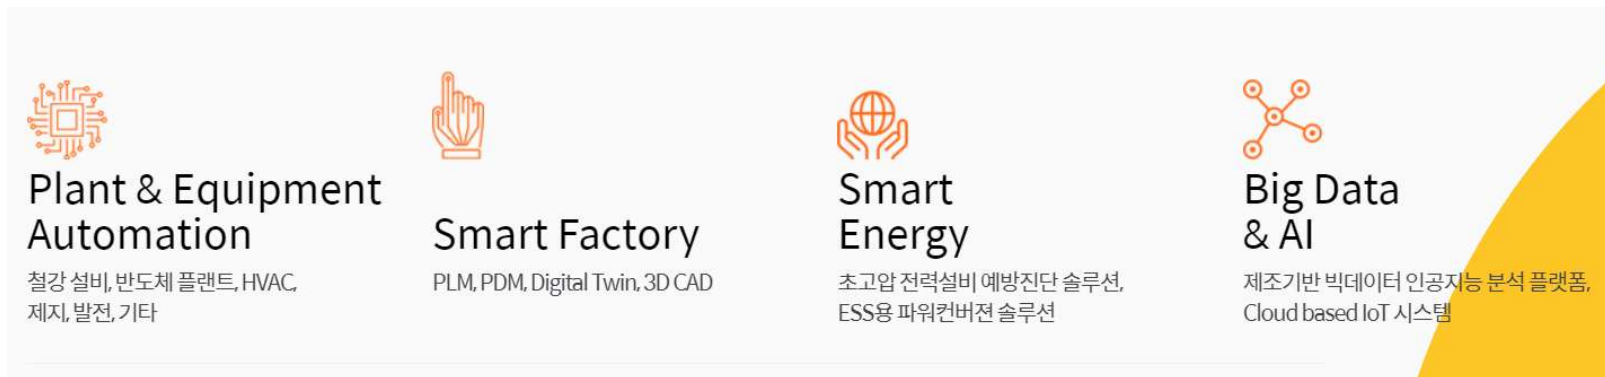 Plant & Equipment
Automation
철강 설비, 반도체 플랜트, HVAC,
제지, 발전, 기타
Smart Factory
PLM, PDM, Digital Twin, 3D CAD
Smart
Energy
초고압 전력설비 예방진단 솔루션,
ESS용 파워컨버젼 솔루션
Big Data
& AI
제조기반 빅데이터 인공지능 분석 플랫폼,
Cloud based IoT 시스템